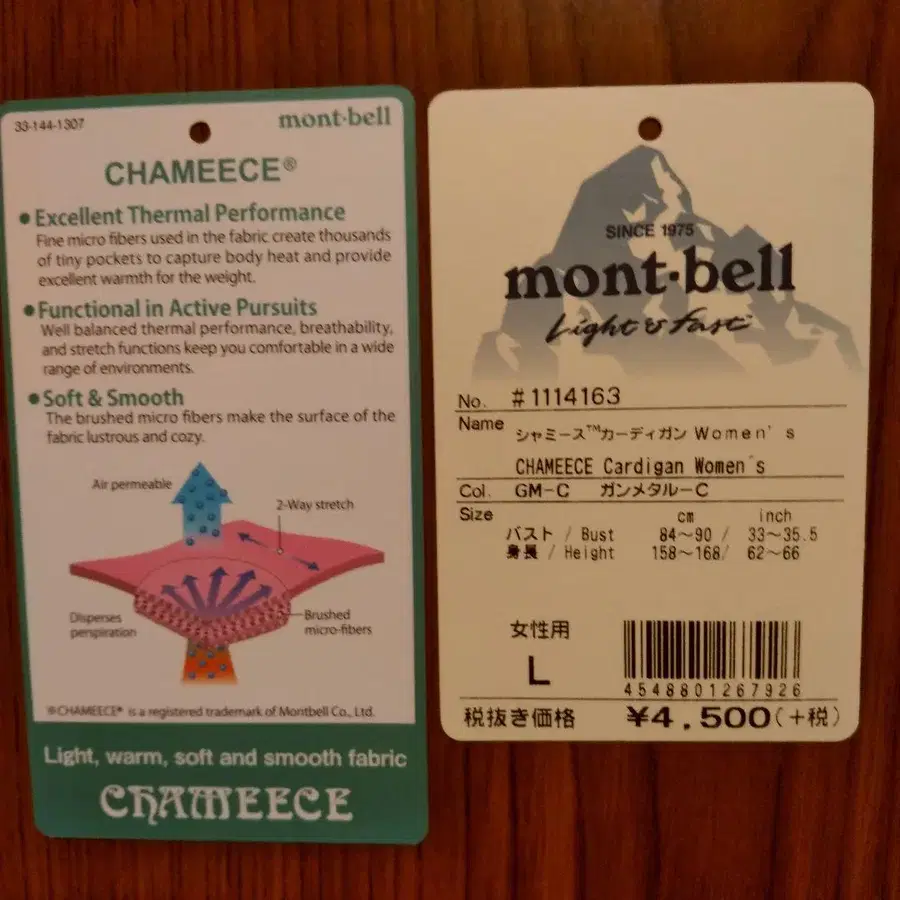 33-144-1307
mont-bell
CHAMEECE®
●Excellent Thermal Performance
Fine micro fibers used in the fabric create thousands
of tiny pockets to capture body heat and provide
excellent warmth for the weight.
●Functional in Active Pursuits
Well balanced thermal performance, breathability,
and stretch functions keep you comfortable in a wide
range of environments.
●Soft & Smooth
The brushed micro fibers make the surface of the
fabric lustrous and cozy.
Air permeable
2-Way stretch
Disperses
perspiration
Brushed
micro-fibers
※CHAMEECE® is a registered trademark of Montbell Co., Ltd.
Light, warm, soft and smooth fabric
CHAMEECE
SINCE 1975
mont-bell
Light & Fast
No. #1114163
Name シャミース™カーディガン Women's
CHAMEECE Cardigan Women's
Col. GM-C ガンメタル-C
Size cm inch
バスト / Bust 84~90 / 33~35.5
身長 / Height 158~168/ 62~66
女性用
L
4548801267926
税抜き価格 ¥4,500(+税)